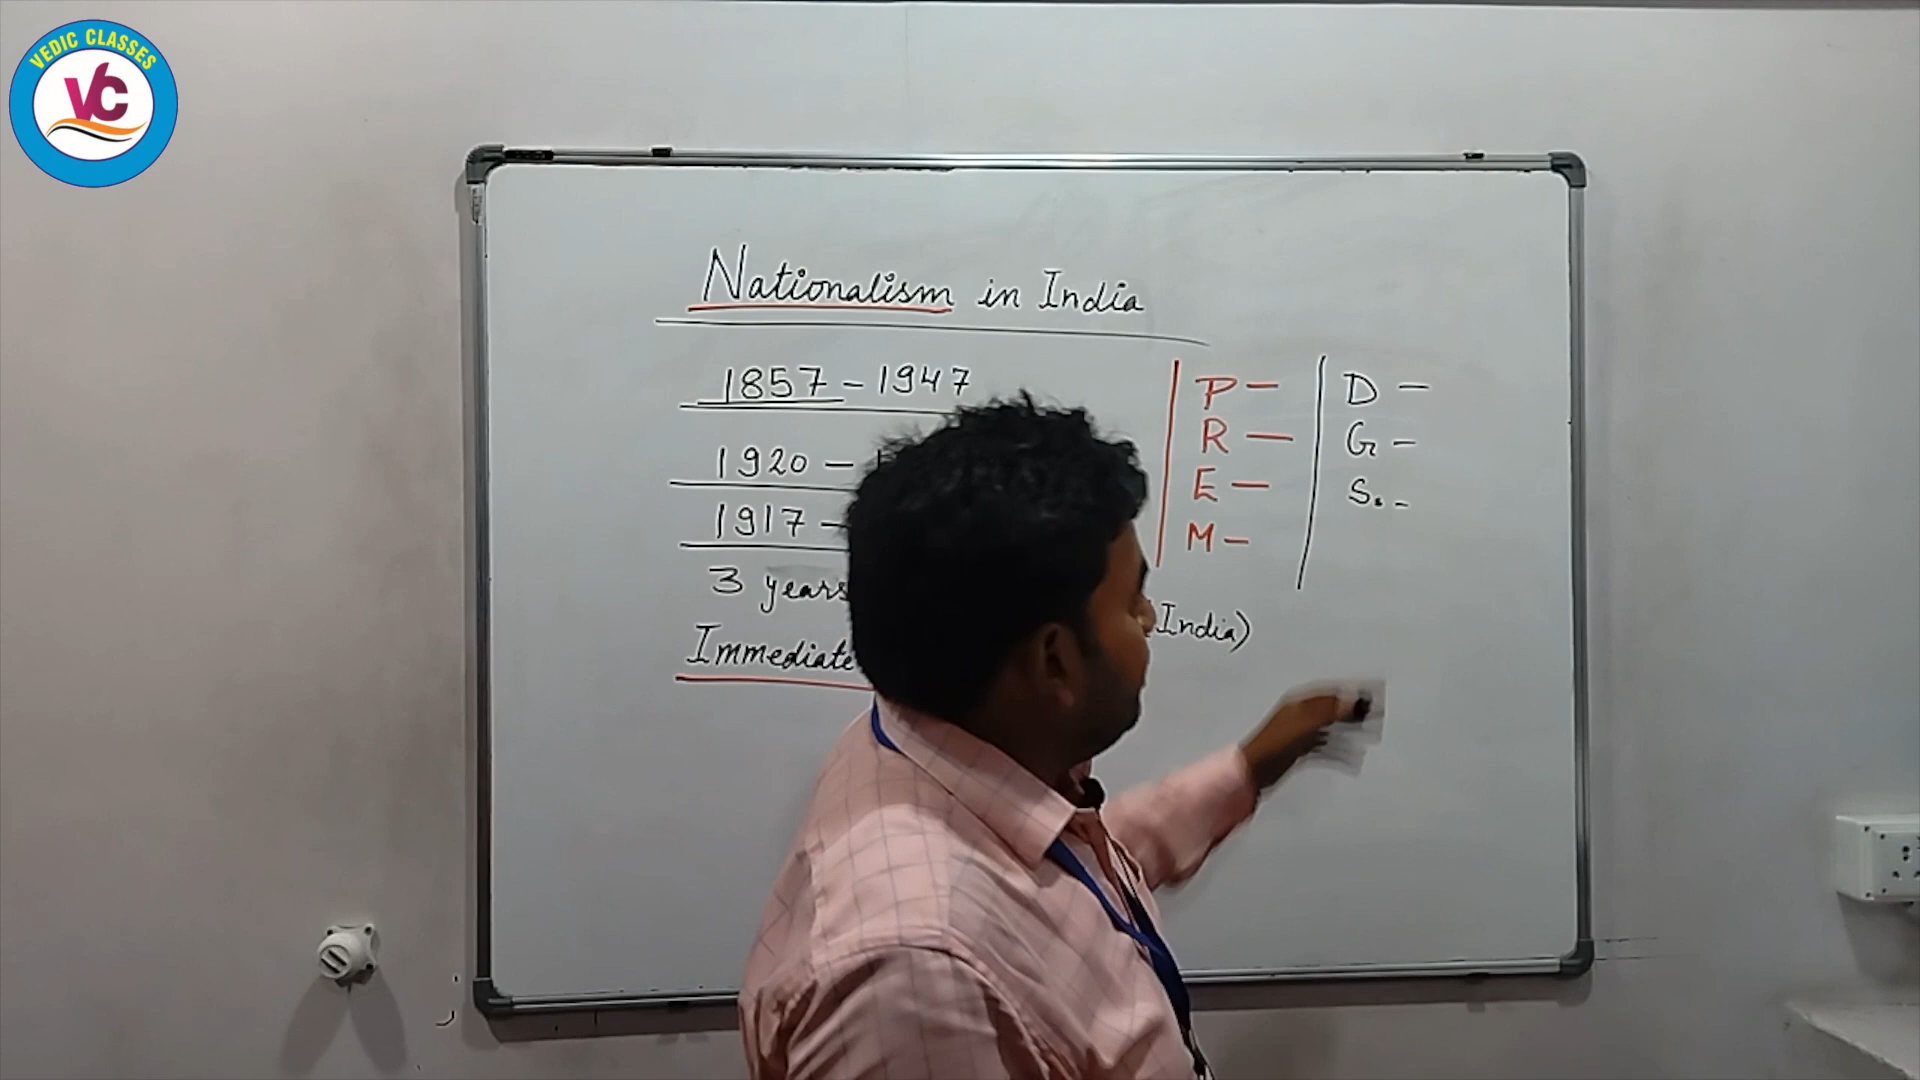 VEDIC CLASSES
VC
Nationalism in India
1857 - 1947
1920 -
1917 -
3 years
Immediate
(India)
P -
R -
E -
M -
D -
G -
S. -